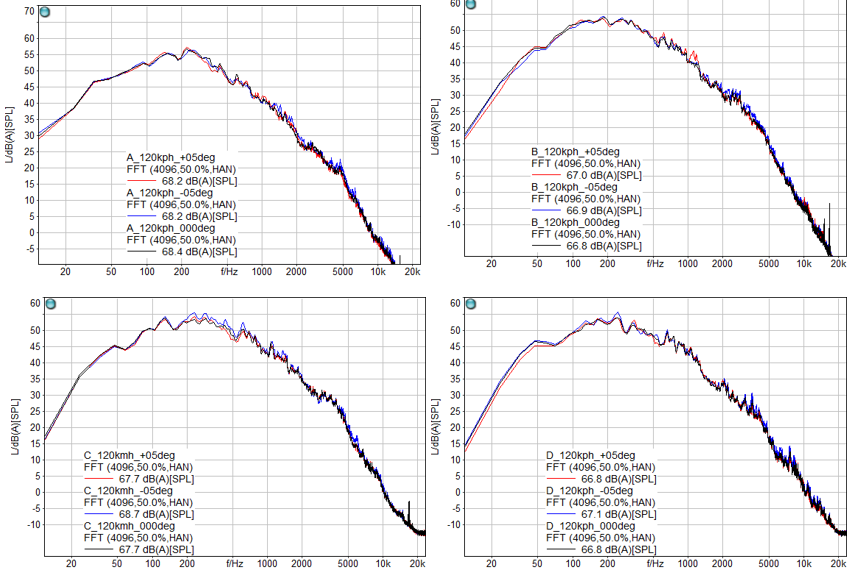 70
60
55
50
45
40
35
30
25
20
15
10
5
0
-5
L/dB(A)[SPL]
A_120kph_+05deg
FFT (4096,50.0%,HAN)
68.2 dB(A)[SPL]
A_120kph_-05deg
FFT (4096,50.0%,HAN)
68.2 dB(A)[SPL]
A_120kph_000deg
FFT (4096,50.0%,HAN)
68.4 dB(A)[SPL]
20 50 100 200 f/Hz 1000 2000 5000 10k 20k
60
50
45
40
35
30
25
20
15
10
5
0
-5
-10
L/dB(A)[SPL]
B_120kph_+05deg
FFT (4096,50.0%,HAN)
67.0 dB(A)[SPL]
B_120kph_-05deg
FFT (4096,50.0%,HAN)
66.9 dB(A)[SPL]
B_120kph_000deg
FFT (4096,50.0%,HAN)
66.8 dB(A)[SPL]
20 50 100 200 f/Hz 1000 2000 5000 10k 20k
60
50
45
40
35
30
25
20
15
10
5
0
-5
-10
L/dB(A)[SPL]
C_120kmh_+05deg
FFT (4096,50.0%,HAN)
67.7 dB(A)[SPL]
C_120kmh_-05deg
FFT (4096,50.0%,HAN)
68.7 dB(A)[SPL]
C_120kmh_000deg
FFT (4096,50.0%,HAN)
67.7 dB(A)[SPL]
20 50 100 200 f/Hz 1000 2000 5000 10k 20k
60
50
45
40
35
30
25
20
15
10
5
0
-5
-10
L/dB(A)[SPL]
D_120kph_+05deg
FFT (4096,50.0%,HAN)
66.8 dB(A)[SPL]
D_120kph_-05deg
FFT (4096,50.0%,HAN)
67.1 dB(A)[SPL]
D_120kph_000deg
FFT (4096,50.0%,HAN)
66.8 dB(A)[SPL]
20 50 100 200 f/Hz 1000 2000 5000 10k 20k